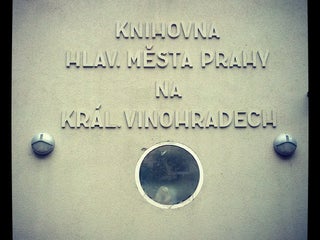 KNIHOVNA
HLAV. MĚSTA PRAHY
NA
KRÁL. VINOHRADECH